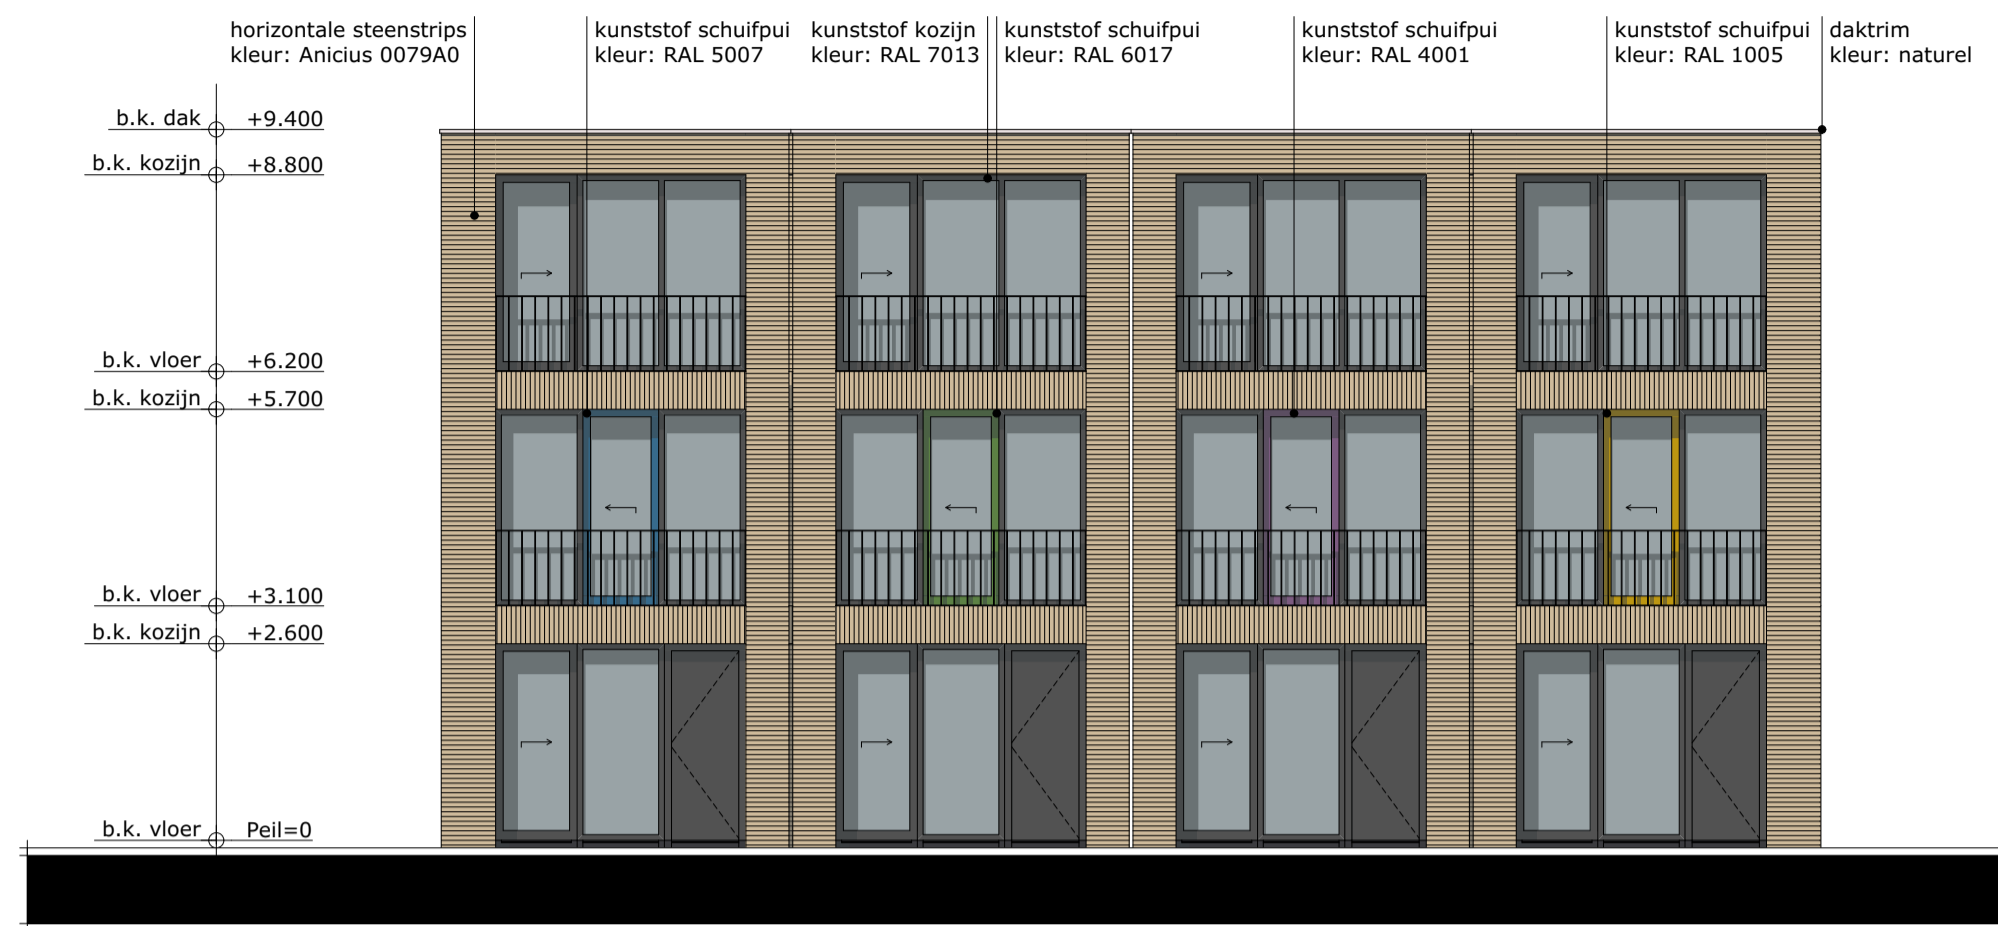 horizontale steenstrips
kleur: Anicius 0079A0
kunststof schuifpui
kleur: RAL 5007
kunststof kozijn
kleur: RAL 7013
kunststof schuifpui
kleur: RAL 6017
kunststof schuifpui
kleur: RAL 4001
kunststof schuifpui
kleur: RAL 1005
daktrim
kleur: naturel
b.k. dak +9.400
b.k. kozijn +8.800
b.k. vloer +6.200
b.k. kozijn +5.700
b.k. vloer +3.100
b.k. kozijn +2.600
b.k. vloer Peil=0